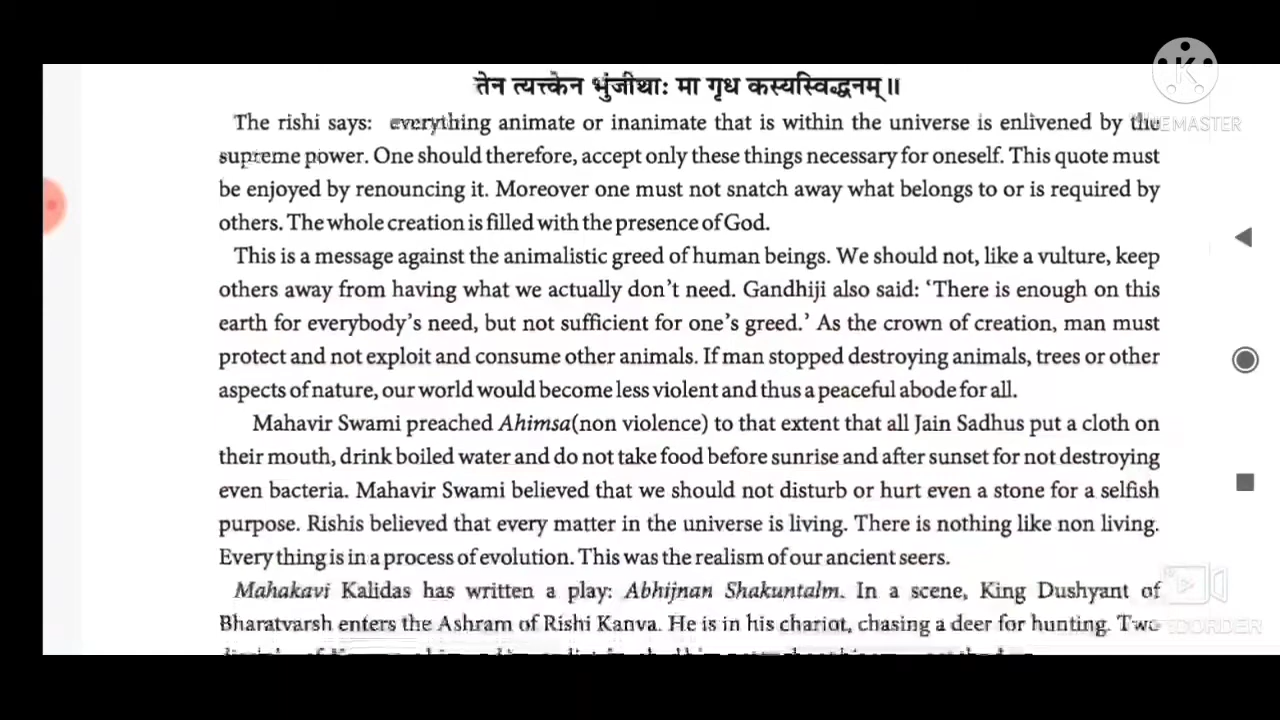 तेन त्यत्तकेन भुंजीथाः मा गृध कस्यस्विद्धनम्॥
The rishi says: everything animate or inanimate that is within the universe is enlivened by the
supreme power. One should therefore, accept only these things necessary for oneself. This quote must
be enjoyed by renouncing it. Moreover one must not snatch away what belongs to or is required by
others. The whole creation is filled with the presence of God.
This is a message against the animalistic greed of human beings. We should not, like a vulture, keep
others away from having what we actually don't need. Gandhiji also said: 'There is enough on this
earth for everybody's need, but not sufficient for one's greed.' As the crown of creation, man must
protect and not exploit and consume other animals. If man stopped destroying animals, trees or other
aspects of nature, our world would become less violent and thus a peaceful abode for all.
Mahavir Swami preached Ahimsa(non violence) to that extent that all Jain Sadhus put a cloth on
their mouth, drink boiled water and do not take food before sunrise and after sunset for not destroying
even bacteria. Mahavir Swami believed that we should not disturb or hurt even a stone for a selfish
purpose. Rishis believed that every matter in the universe is living. There is nothing like non living.
Every thing is in a process of evolution. This was the realism of our ancient seers.
Mahakavi Kalidas has written a play: Abhijnan Shakuntalm. In a scene, King Dushyant of
Bharatvarsh enters the Ashram of Rishi Kanva. He is in his chariot, chasing a deer for hunting. Two